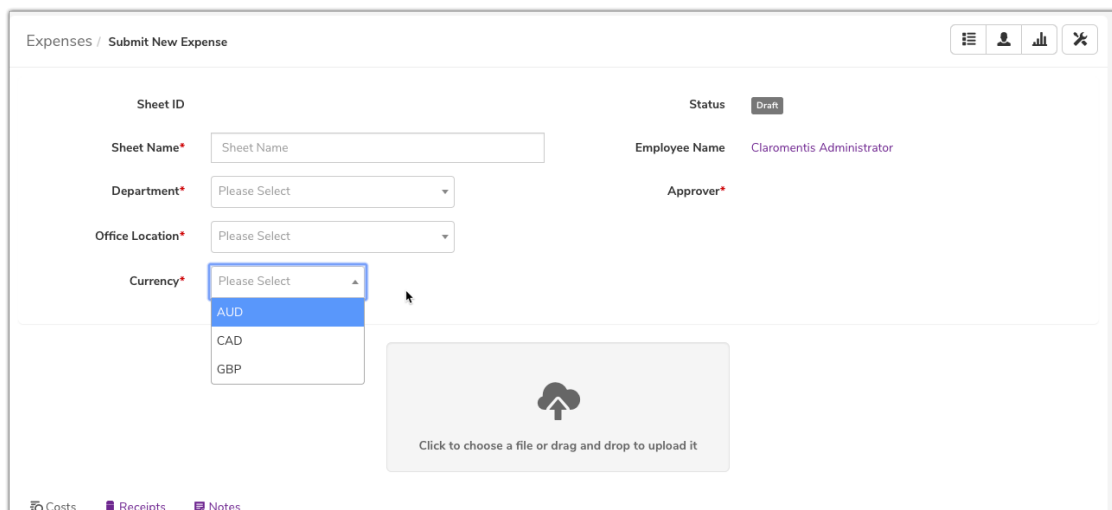 Expenses / Submit New Expense
Sheet ID
Status Draft
Sheet Name* Sheet Name
Employee Name Claromentis Administrator
Department* Please Select
Approver*
Office Location* Please Select
Currency* Please Select
AUD
CAD
GBP
Click to choose a file or drag and drop to upload it
Costs Receipts Notes